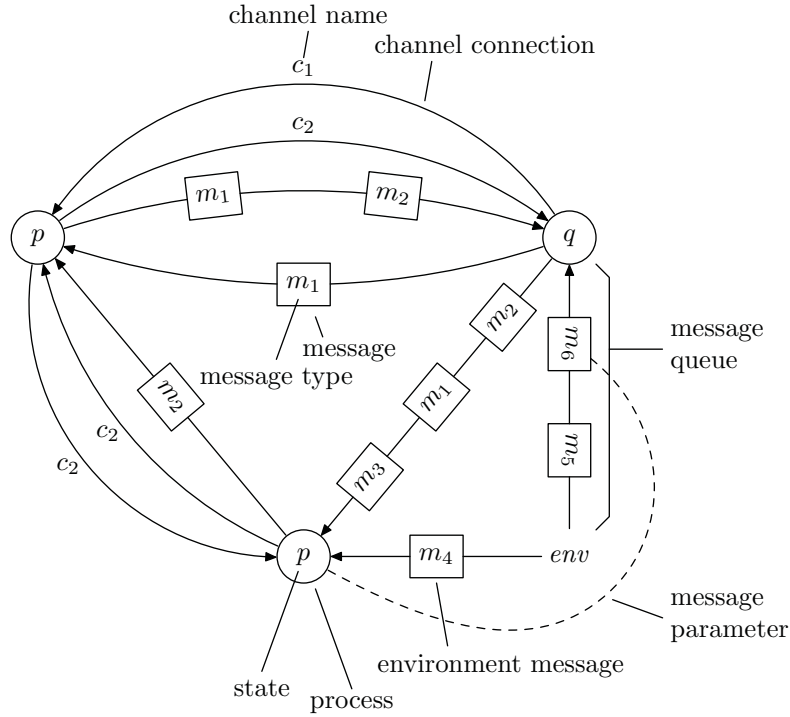 channel name
channel connection
c₁
c₂
m₁
m₂
p
q
m₁
m₂
m₆
message
queue
message
message type
m₂
m₁
c₂
c₂
m₃
m₅
p
m₄
env
message
parameter
environment message
state
process